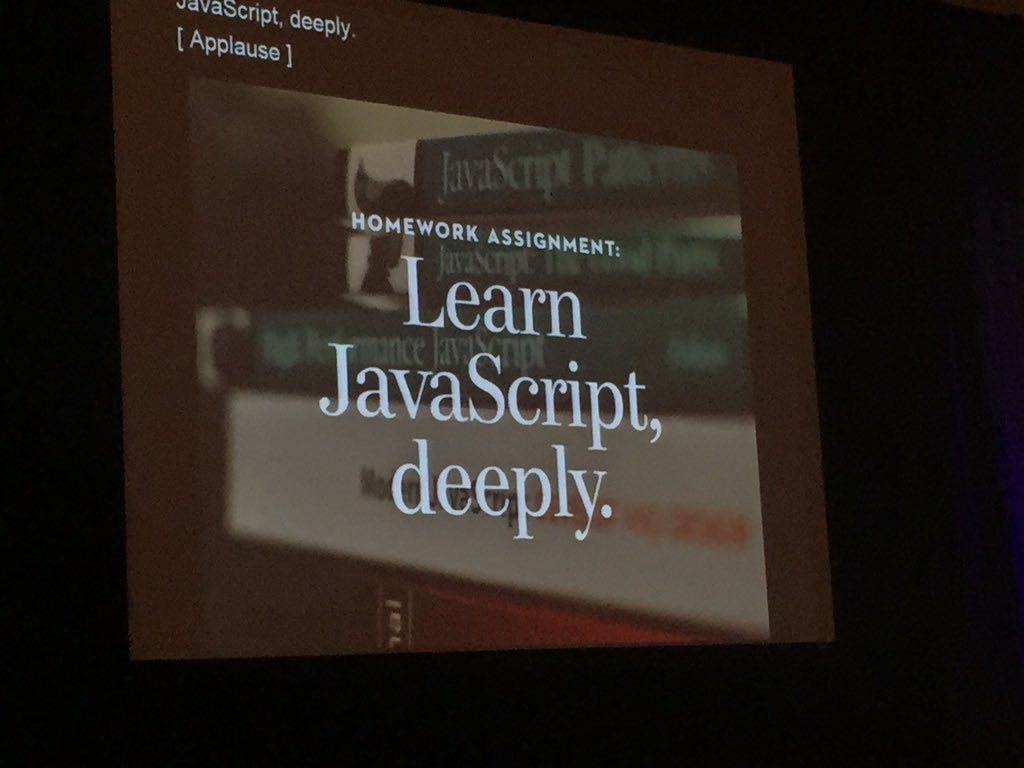 JavaScript, deeply.
[ Applause ]
JavaScript Patterns
HOMEWORK ASSIGNMENT:
JavaScript: The Good Parts
Learn
High Performance JavaScript
JavaScript,
deeply.